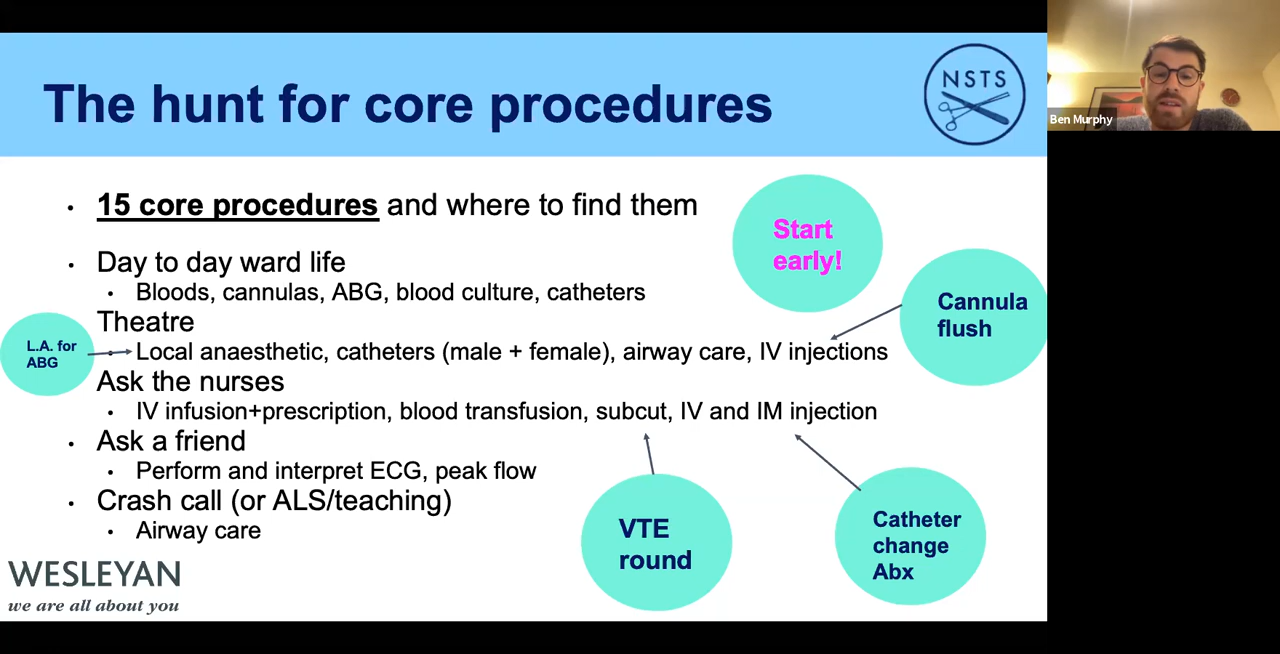 The hunt for core procedures
NSTS
Ben Murphy
• 15 core procedures and where to find them
Start
early!
• Day to day ward life
• Bloods, cannulas, ABG, blood culture, catheters
Cannula
flush
Theatre
L.A. for
ABG
• Local anaesthetic, catheters (male + female), airway care, IV injections
Ask the nurses
• IV infusion+prescription, blood transfusion, subcut, IV and IM injection
• Ask a friend
• Perform and interpret ECG, peak flow
• Crash call (or ALS/teaching)
• Airway care
VTE
round
Catheter
change
Abx
WESLEYAN
we are all about you